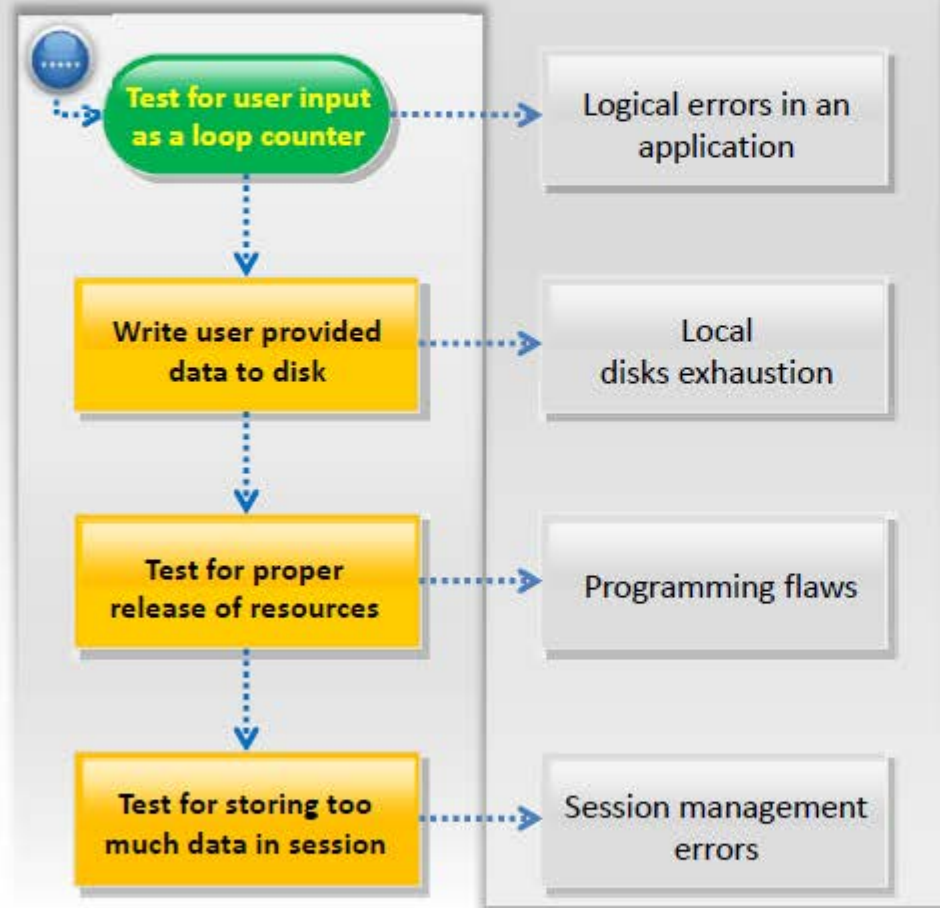 .....
Test for user input
as a loop counter
Logical errors in an
application
Write user provided
data to disk
Local
disks exhaustion
Test for proper
release of resources
Programming flaws
Test for storing too
much data in session
Session management
errors